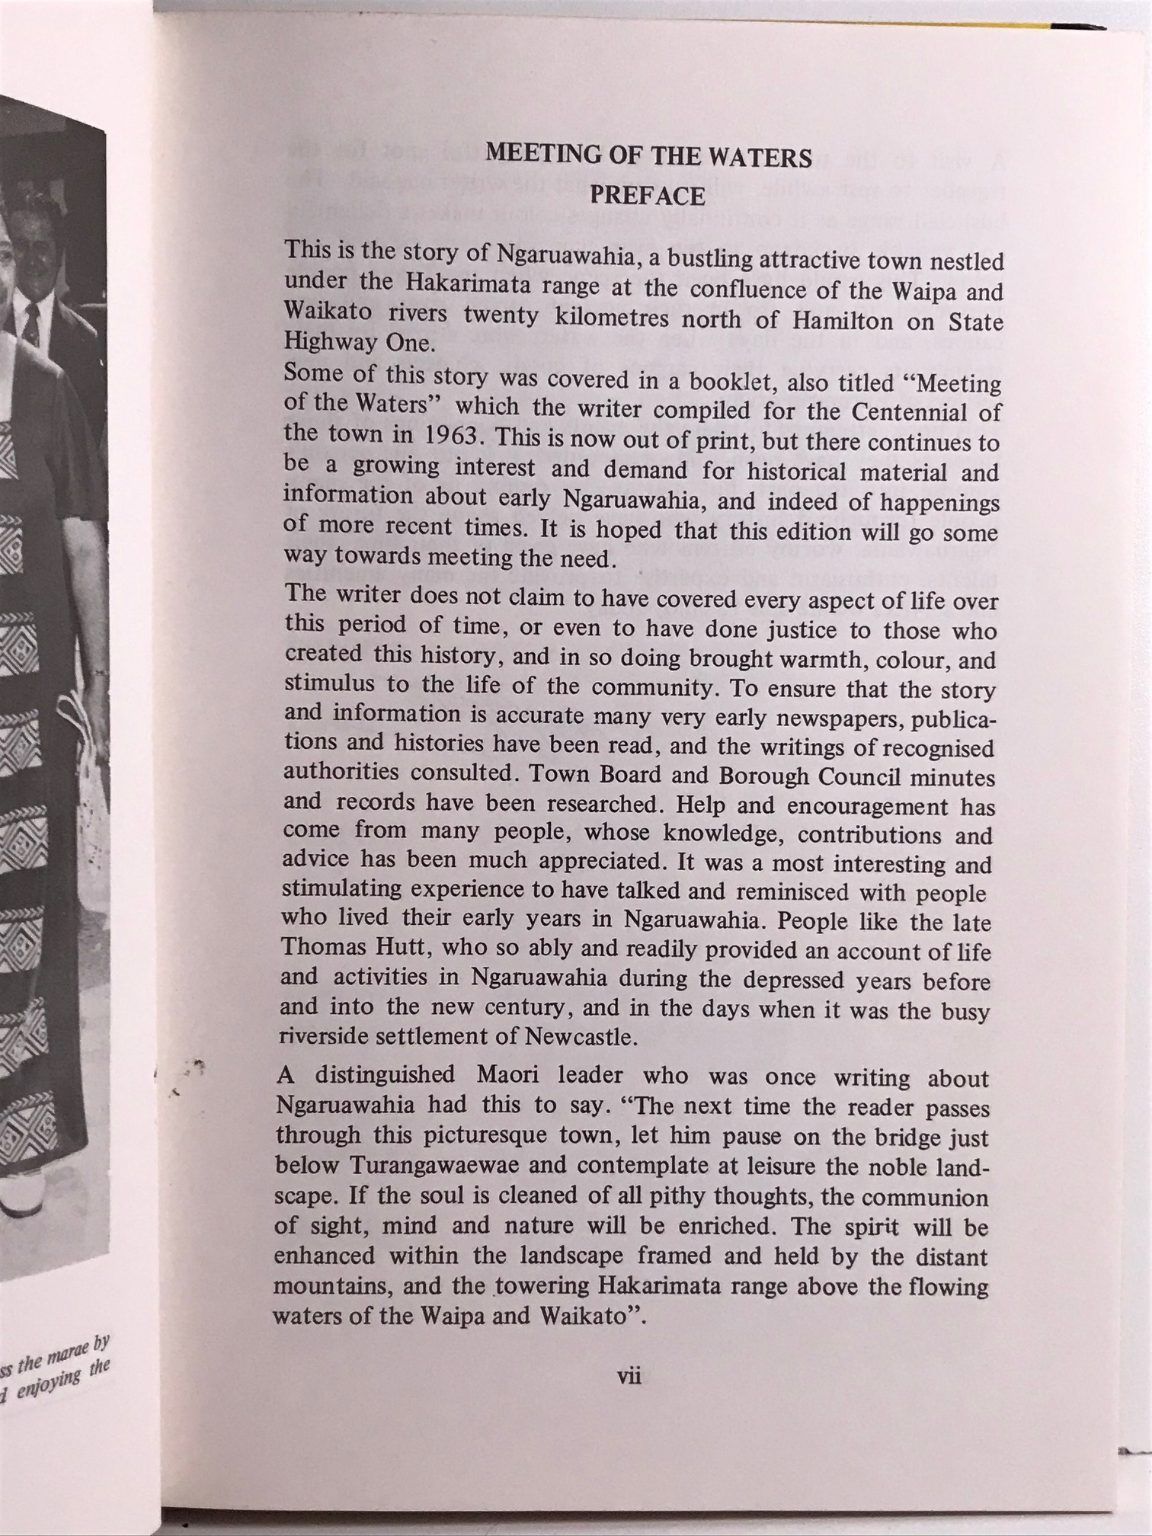 MEETING OF THE WATERS
PREFACE
This is the story of Ngaruawahia, a bustling attractive town nestled
under the Hakarimata range at the confluence of the Waipa and
Waikato rivers twenty kilometres north of Hamilton on State
Highway One.
Some of this story was covered in a booklet, also titled “Meeting
of the Waters” which the writer compiled for the Centennial of
the town in 1963. This is now out of print, but there continues to
be a growing interest and demand for historical material and
information about early Ngaruawahia, and indeed of happenings
of more recent times. It is hoped that this edition will go some
way towards meeting the need.
The writer does not claim to have covered every aspect of life over
this period of time, or even to have done justice to those who
created this history, and in so doing brought warmth, colour, and
stimulus to the life of the community. To ensure that the story
and information is accurate many very early newspapers, publica-
tions and histories have been read, and the writings of recognised
authorities consulted. Town Board and Borough Council minutes
and records have been researched. Help and encouragement has
come from many people, whose knowledge, contributions and
advice has been much appreciated. It was a most interesting and
stimulating experience to have talked and reminisced with people
who lived their early years in Ngaruawahia. People like the late
Thomas Hutt, who so ably and readily provided an account of life
and activities in Ngaruawahia during the depressed years before
and into the new century, and in the days when it was the busy
riverside settlement of Newcastle.
A distinguished Maori leader who was once writing about
Ngaruawahia had this to say. “The next time the reader passes
through this picturesque town, let him pause on the bridge just
below Turangawaewae and contemplate at leisure the noble land-
scape. If the soul is cleaned of all pithy thoughts, the communion
of sight, mind and nature will be enriched. The spirit will be
enhanced within the landscape framed and held by the distant
mountains, and the towering Hakarimata range above the flowing
waters of the Waipa and Waikato”.
vii
the marae by
enjoying the